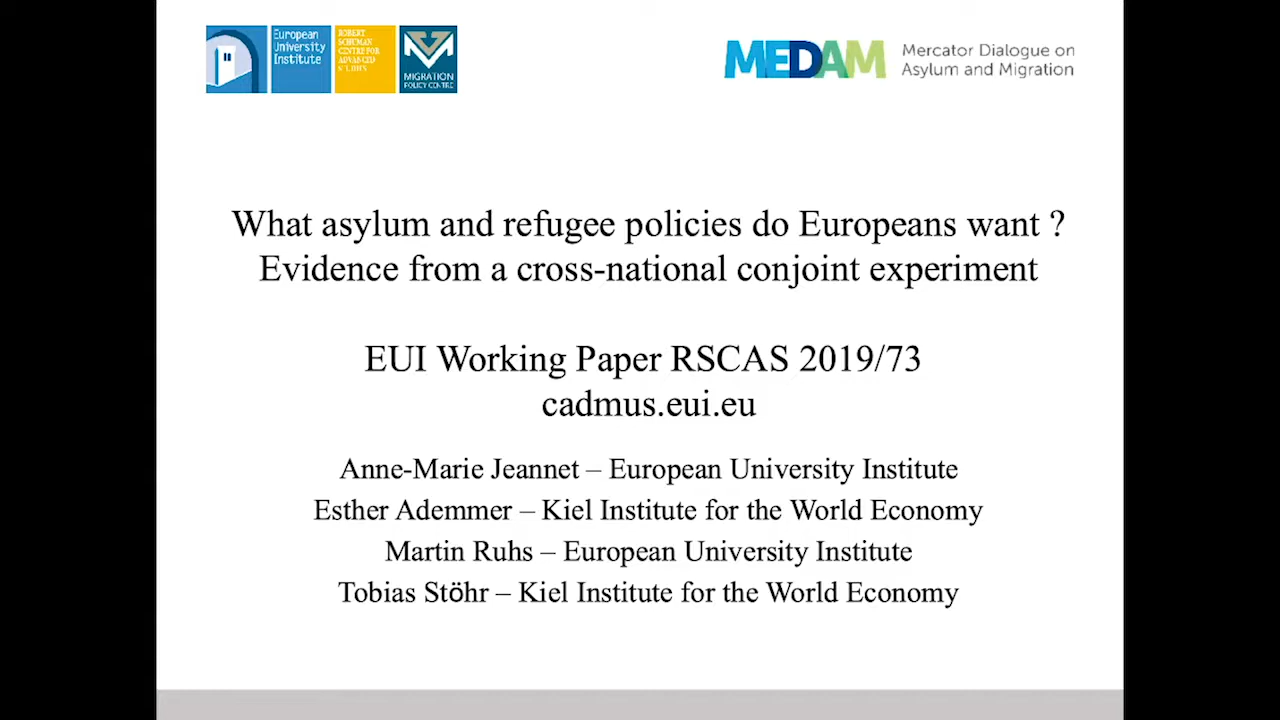 European
University
Institute
ROBERT
SCHUMAN
CENTRE FOR
ADVANCED
STUDIES
MIGRATION
POLICY CENTRE
MEDAM
Mercator Dialogue on
Asylum and Migration
What asylum and refugee policies do Europeans want ?
Evidence from a cross-national conjoint experiment
EUI Working Paper RSCAS 2019/73
cadmus.eui.eu
Anne-Marie Jeannet – European University Institute
Esther Ademmer – Kiel Institute for the World Economy
Martin Ruhs – European University Institute
Tobias Stöhr – Kiel Institute for the World Economy